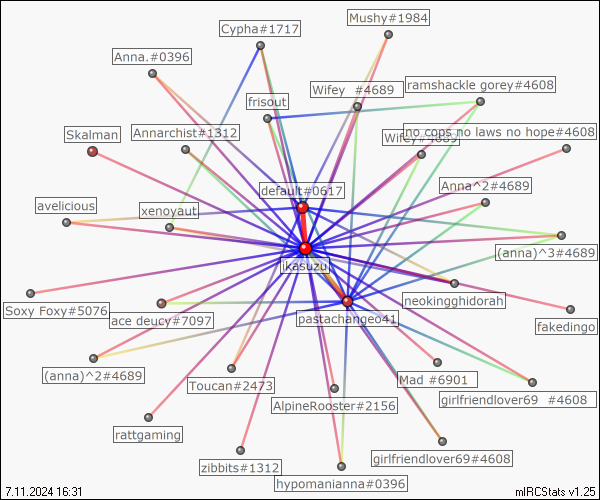 Mushy#1984
Cypha#1717
Anna.#0396
Wifey #4689
ramshackle gorey#4608
frisout
Skalman
Annarchist#1312
no cops no laws no hope#4608
default#0617
Anna^2#4689
avelicious
xenoyaut
(anna)^3#4689
ikasuzu
Soxy Foxy#5076
ace deucy#7097
pastachangeo41
neokingghidorah
fakedingo
(anna)^2#4689
Toucan#2473
Mad #6901
AlpineRooster#2156
girlfriendlover69 #4608
rattgaming
zibbits#1312
girlfriendlover69#4608
hypomanianna#0396
7.11.2024 16:31
mIRCStats v1.25